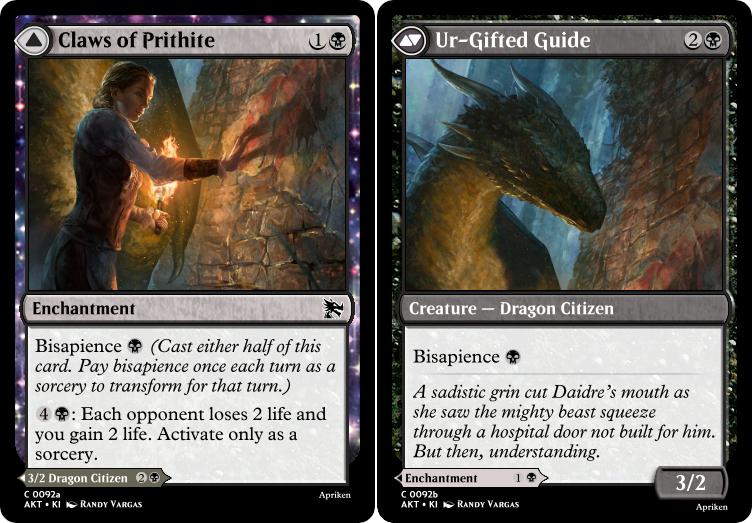 Claws of Prithite 1
Enchantment
Bisapience (Cast either half of this
card. Pay bisapience once each turn as a
sorcery to transform for that turn.)
4 : Each opponent loses 2 life and
you gain 2 life. Activate only as a
sorcery.
3/2 Dragon Citizen 2
C 0092a
AKT • KI Randy Vargas
Apriken
Ur-Gifted Guide 2
Creature — Dragon Citizen
Bisapience
A sadistic grin cut Daidre's mouth as
she saw the mighty beast squeeze
through a hospital door not built for him.
But then, understanding.
Enchantment 1
3/2
C 0092b
AKT • KI Randy Vargas
Apriken